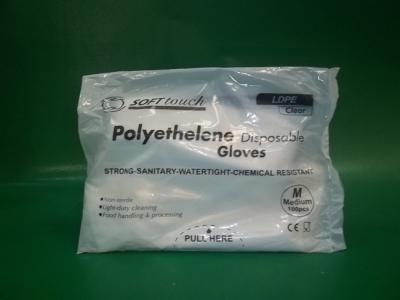 SOFTtouch
LDPE
Clear
Polyethelene Disposable
Gloves
STRONG-SANITARY-WATERTIGHT-CHEMICAL RESISTANT
Non-sterile
Light-duty cleaning
Food handling & processing
M
Medium
100pcs
CE
PULL HERE